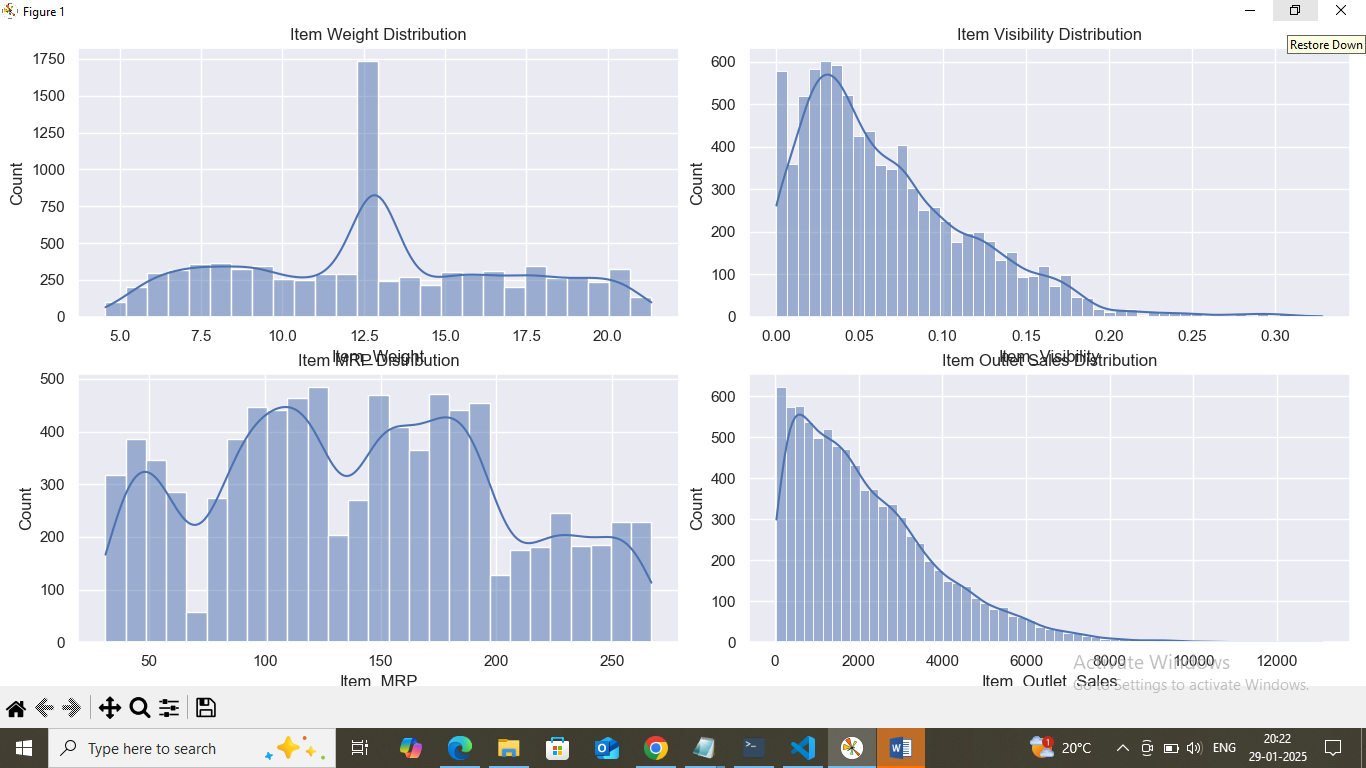 Figure 1
Restore Down
Item Weight Distribution
1750
1500
1250
1000
750
500
250
0
Count
5.0 7.5 10.0 12.5 15.0 17.5 20.0
Item_Weight
Item Visibility Distribution
600
500
400
300
200
100
0
Count
0.00 0.05 0.10 0.15 0.20 0.25 0.30
Item_Visibility
Item MRP Distribution
500
400
300
200
100
0
Count
50 100 150 200 250
Item_MRP
Item Outlet Sales Distribution
600
500
400
300
200
100
0
Count
0 2000 4000 6000 8000 10000 12000
Item_Outlet_Sales
Activate Windows
Go to Settings to activate Windows.
Type here to search
1
20°C
ENG
20:22
29-01-2025